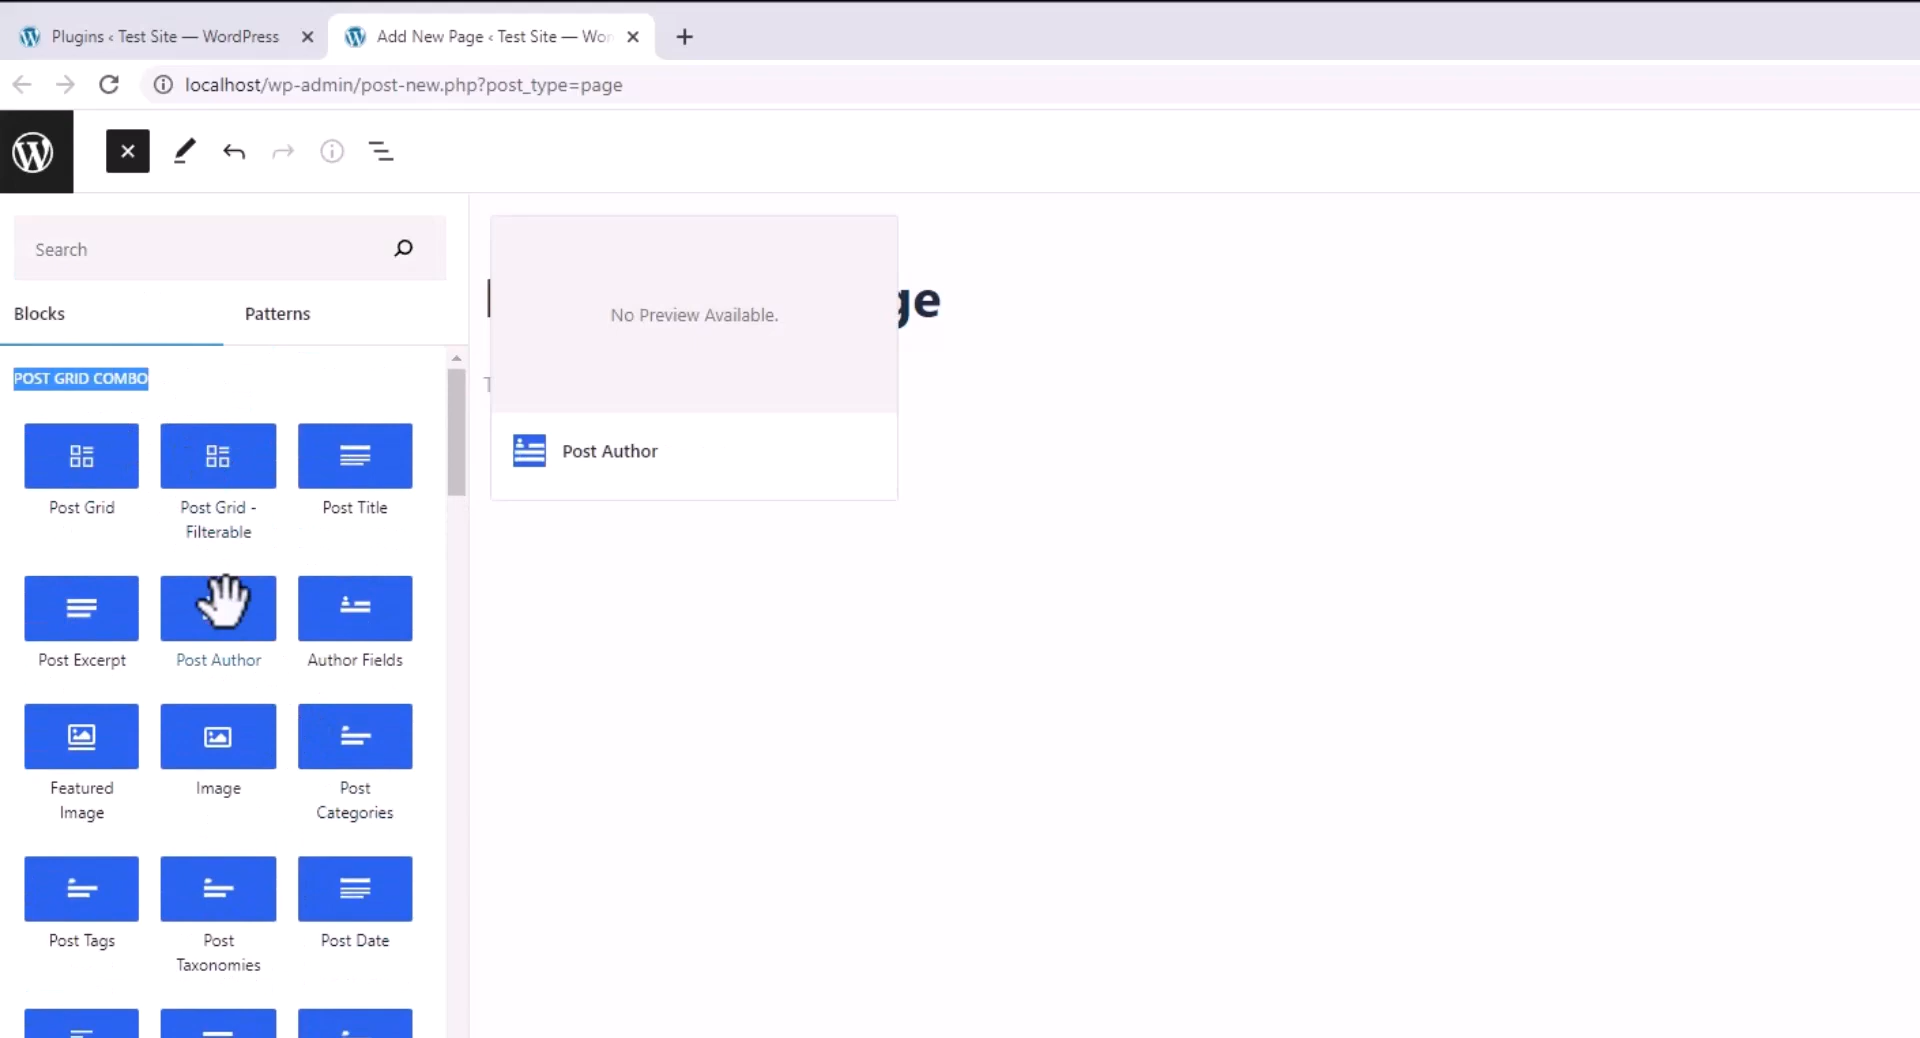 Plugins ‹ Test Site — WordPress
Add New Page ‹ Test Site — Wor
localhost/wp-admin/post-new.php?post_type=page
Search
Blocks
Patterns
POST GRID COMBO
Post Grid
Post Grid -
Filterable
Post Title
Post Excerpt
Post Author
Author Fields
Featured
Image
Image
Post
Categories
Post Tags
Post
Taxonomies
Post Date
No Preview Available.
ge
Post Author